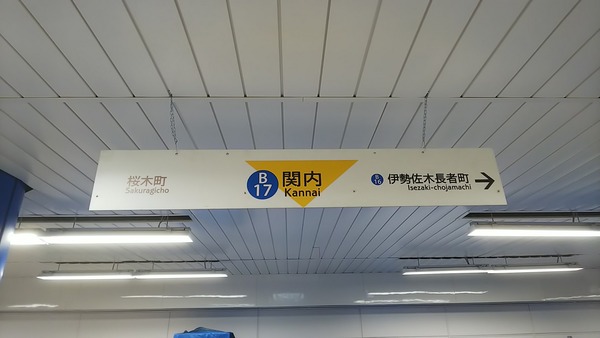 桜木町
Sakuragicho
B
17
関内
Kannai
B
16
伊勢佐木長者町
Isezaki-chojamachi